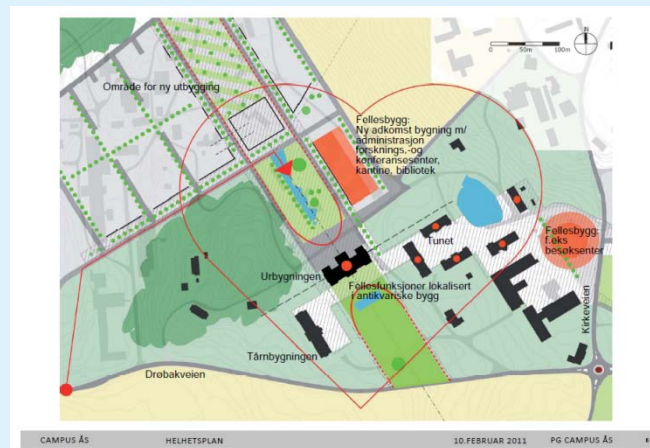 N
0 50m 100m
Område for ny utbygging
Fellesbygg:
Ny adkomst bygning m/
administrasjon
forsknings,-og
konferansesenter,
kantine, bibliotek
Tunet
Fellesbygg:
f.eks
besøksenter
Urbygningen
Fellesfunksjoner lokalisert
i antikvariske bygg
Kirkeveien
Tårnbygningen
Drøbakveien
CAMPUS ÅS HELHETSPLAN 10.FEBRUAR 2011 PG CAMPUS ÅS